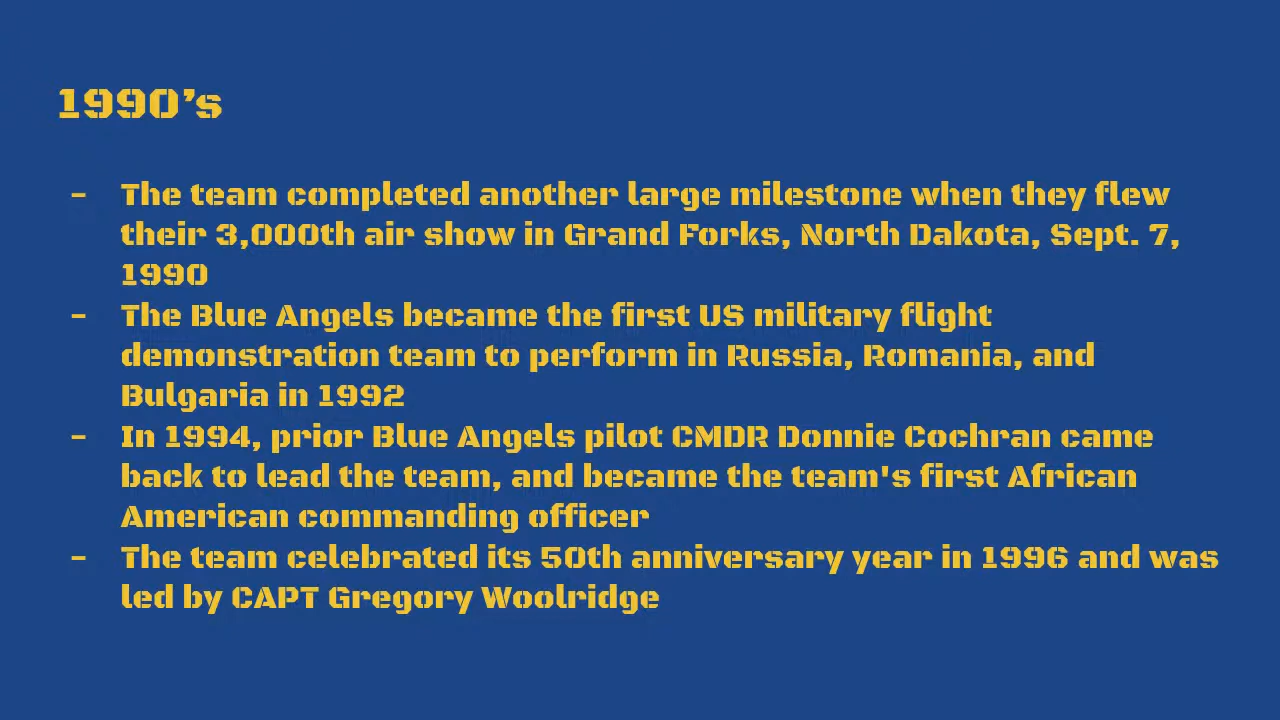 1990’s
- The team completed another large milestone when they flew
their 3,000th air show in Grand Forks, North Dakota, Sept. 7,
1990
- The Blue Angels became the first US military flight
demonstration team to perform in Russia, Romania, and
Bulgaria in 1992
- In 1994, prior Blue Angels pilot CMDR Donnie Cochran came
back to lead the team, and became the team's first African
American commanding officer
- The team celebrated its 50th anniversary year in 1996 and was
led by CAPT Gregory Woolridge